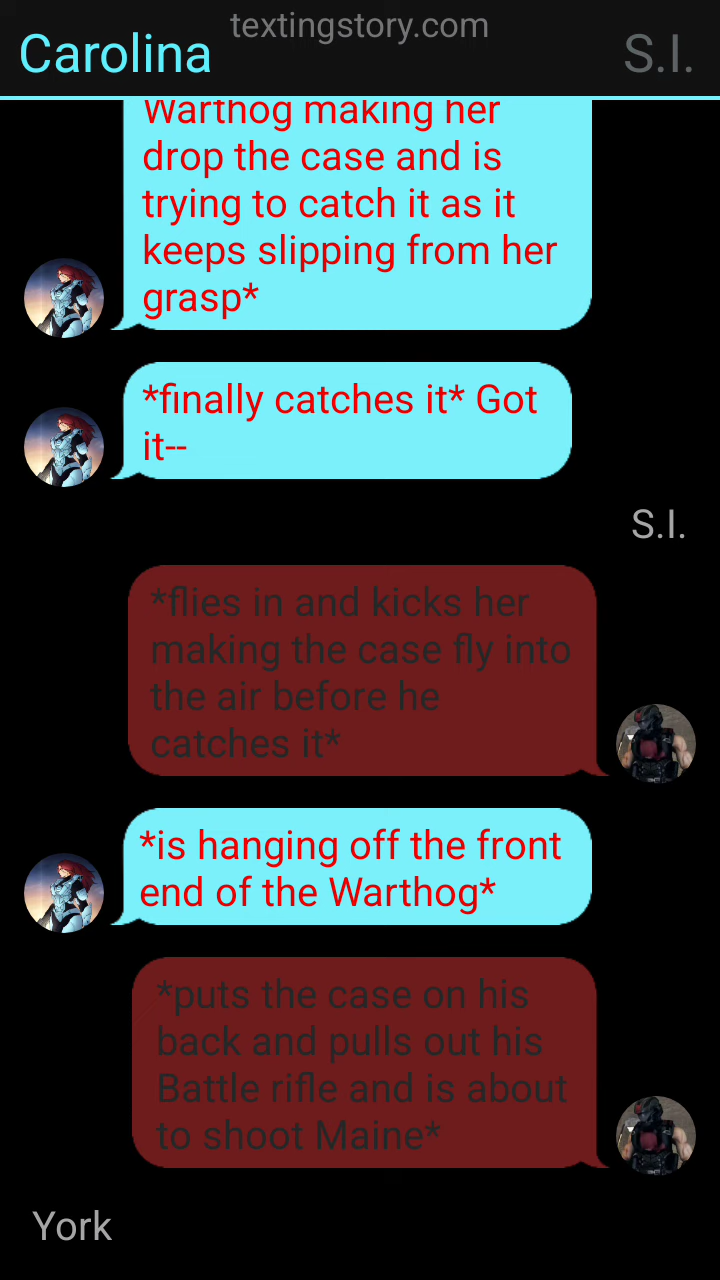 textingstory.com
Carolina
S.I.
Warthog making her
drop the case and is
trying to catch it as it
keeps slipping from her
grasp*
*finally catches it* Got
it--
S.I.
*flies in and kicks her
making the case fly into
the air before he
catches it*
*is hanging off the front
end of the Warthog*
*puts the case on his
back and pulls out his
Battle rifle and is about
to shoot Maine*
York